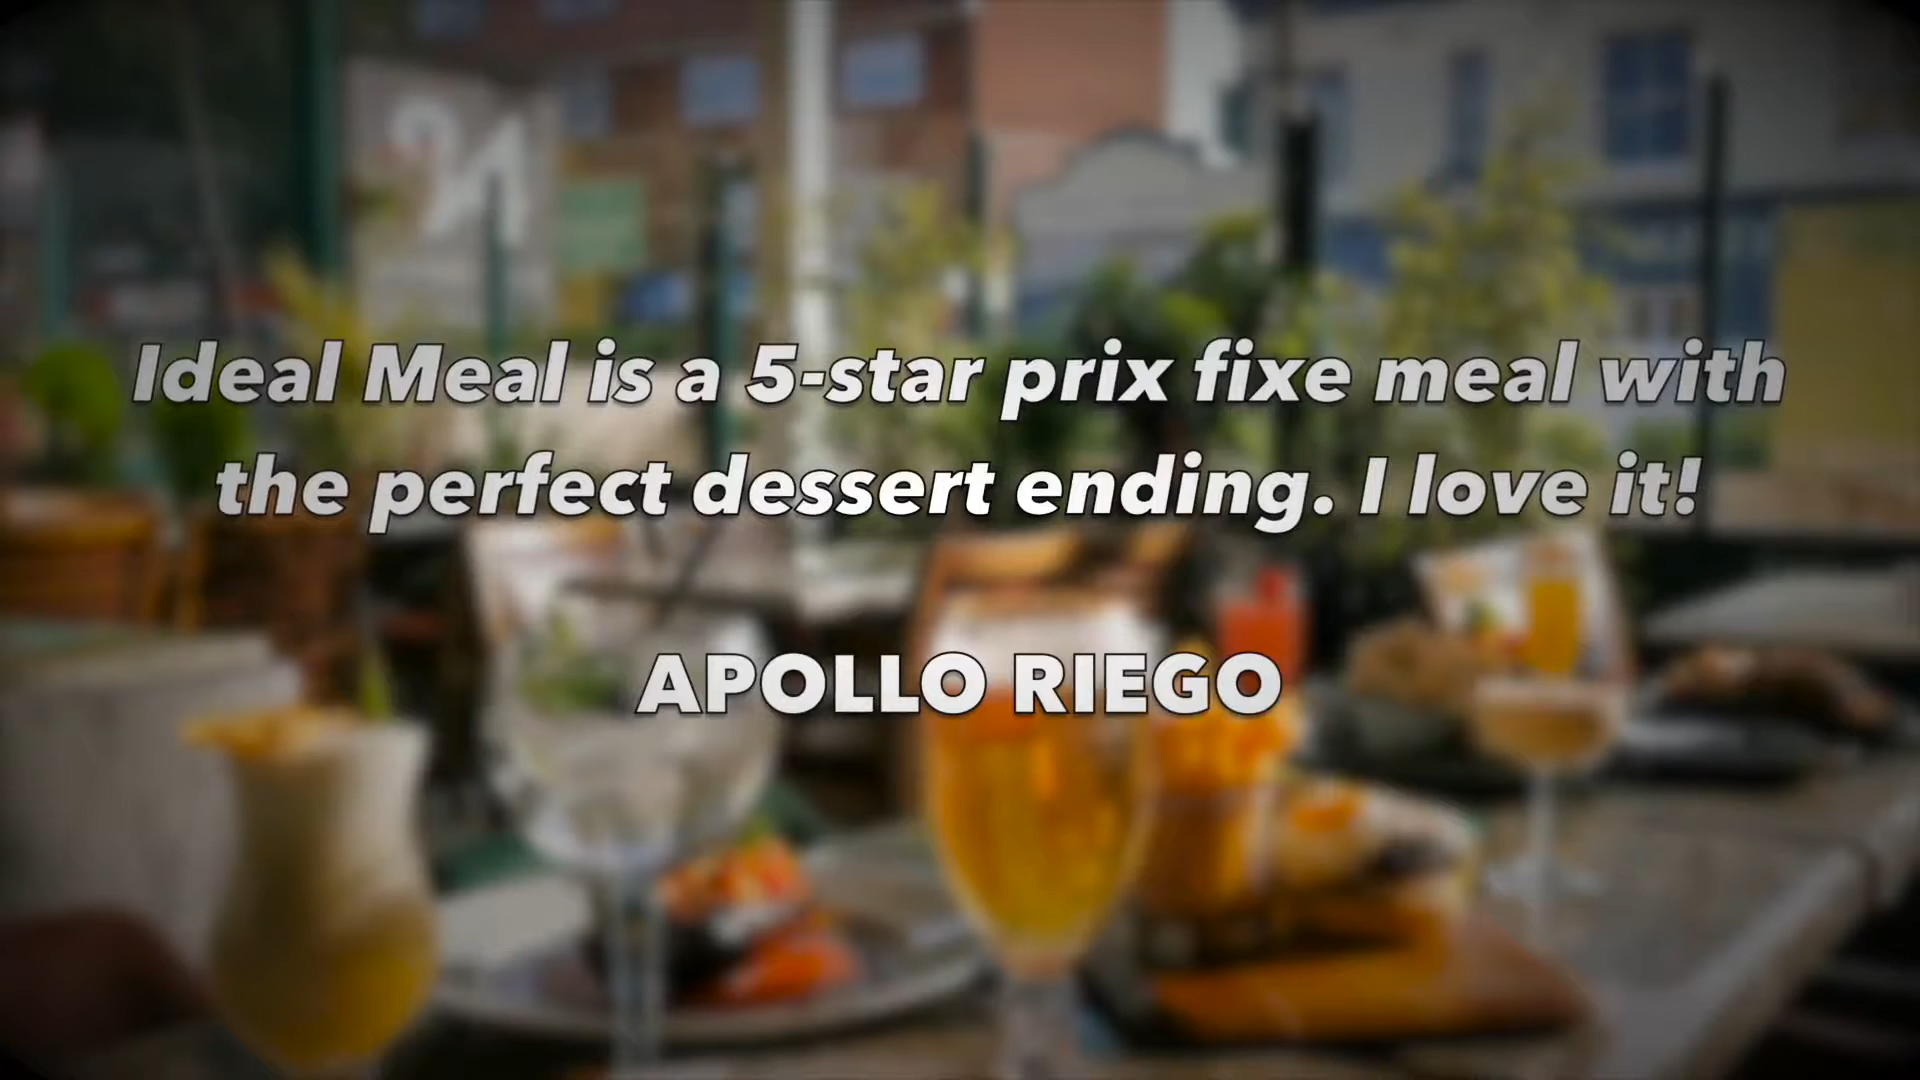 Ideal Meal is a 5-star prix fixe meal with
the perfect dessert ending. I love it!
APOLLO RIEGO